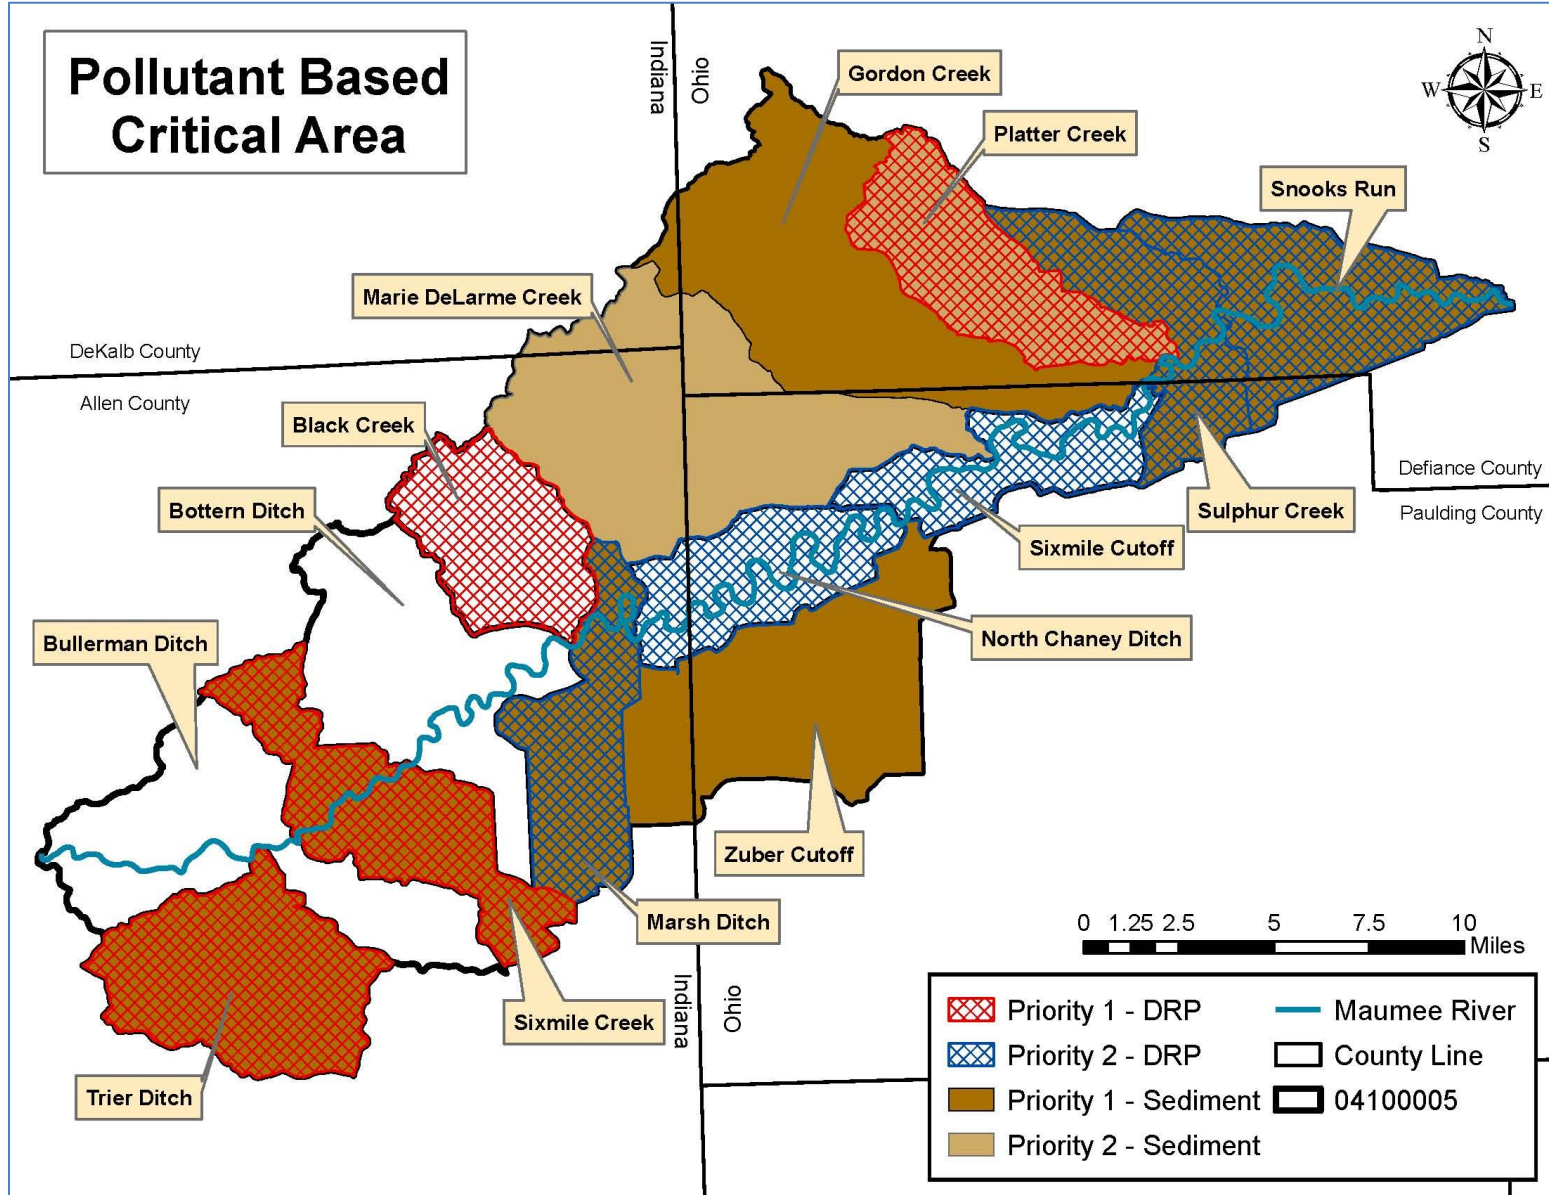 Pollutant Based
Critical Area
Indiana
Ohio
N
W
E
S
Gordon Creek
Platter Creek
Snooks Run
Marie DeLarme Creek
DeKalb County
Allen County
Black Creek
Bottern Ditch
Defiance County
Paulding County
Sulphur Creek
Sixmile Cutoff
North Chaney Ditch
Bullerman Ditch
Zuber Cutoff
Marsh Ditch
Sixmile Creek
Trier Ditch
Indiana
Ohio
0 1.25 2.5 5 7.5 10
Miles
Priority 1 - DRP
Maumee River
Priority 2 - DRP
County Line
Priority 1 - Sediment
04100005
Priority 2 - Sediment